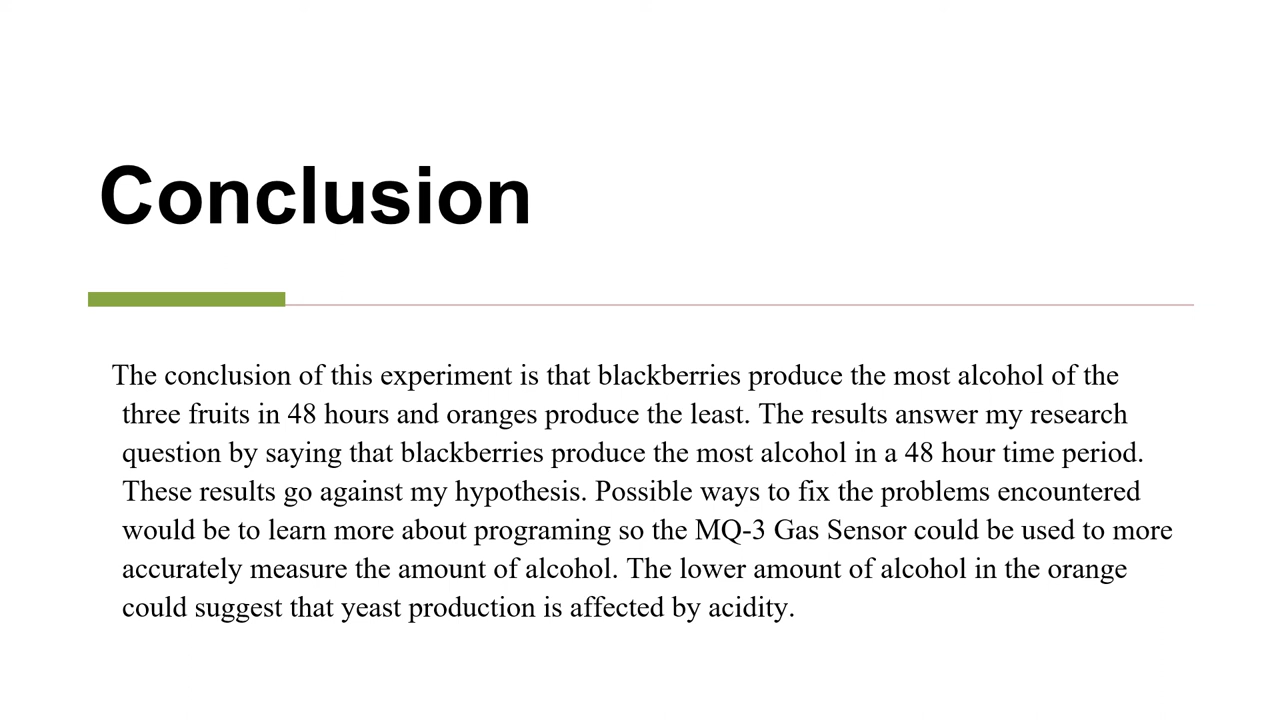 Conclusion
The conclusion of this experiment is that blackberries produce the most alcohol of the
three fruits in 48 hours and oranges produce the least. The results answer my research
question by saying that blackberries produce the most alcohol in a 48 hour time period.
These results go against my hypothesis. Possible ways to fix the problems encountered
would be to learn more about programing so the MQ-3 Gas Sensor could be used to more
accurately measure the amount of alcohol. The lower amount of alcohol in the orange
could suggest that yeast production is affected by acidity.